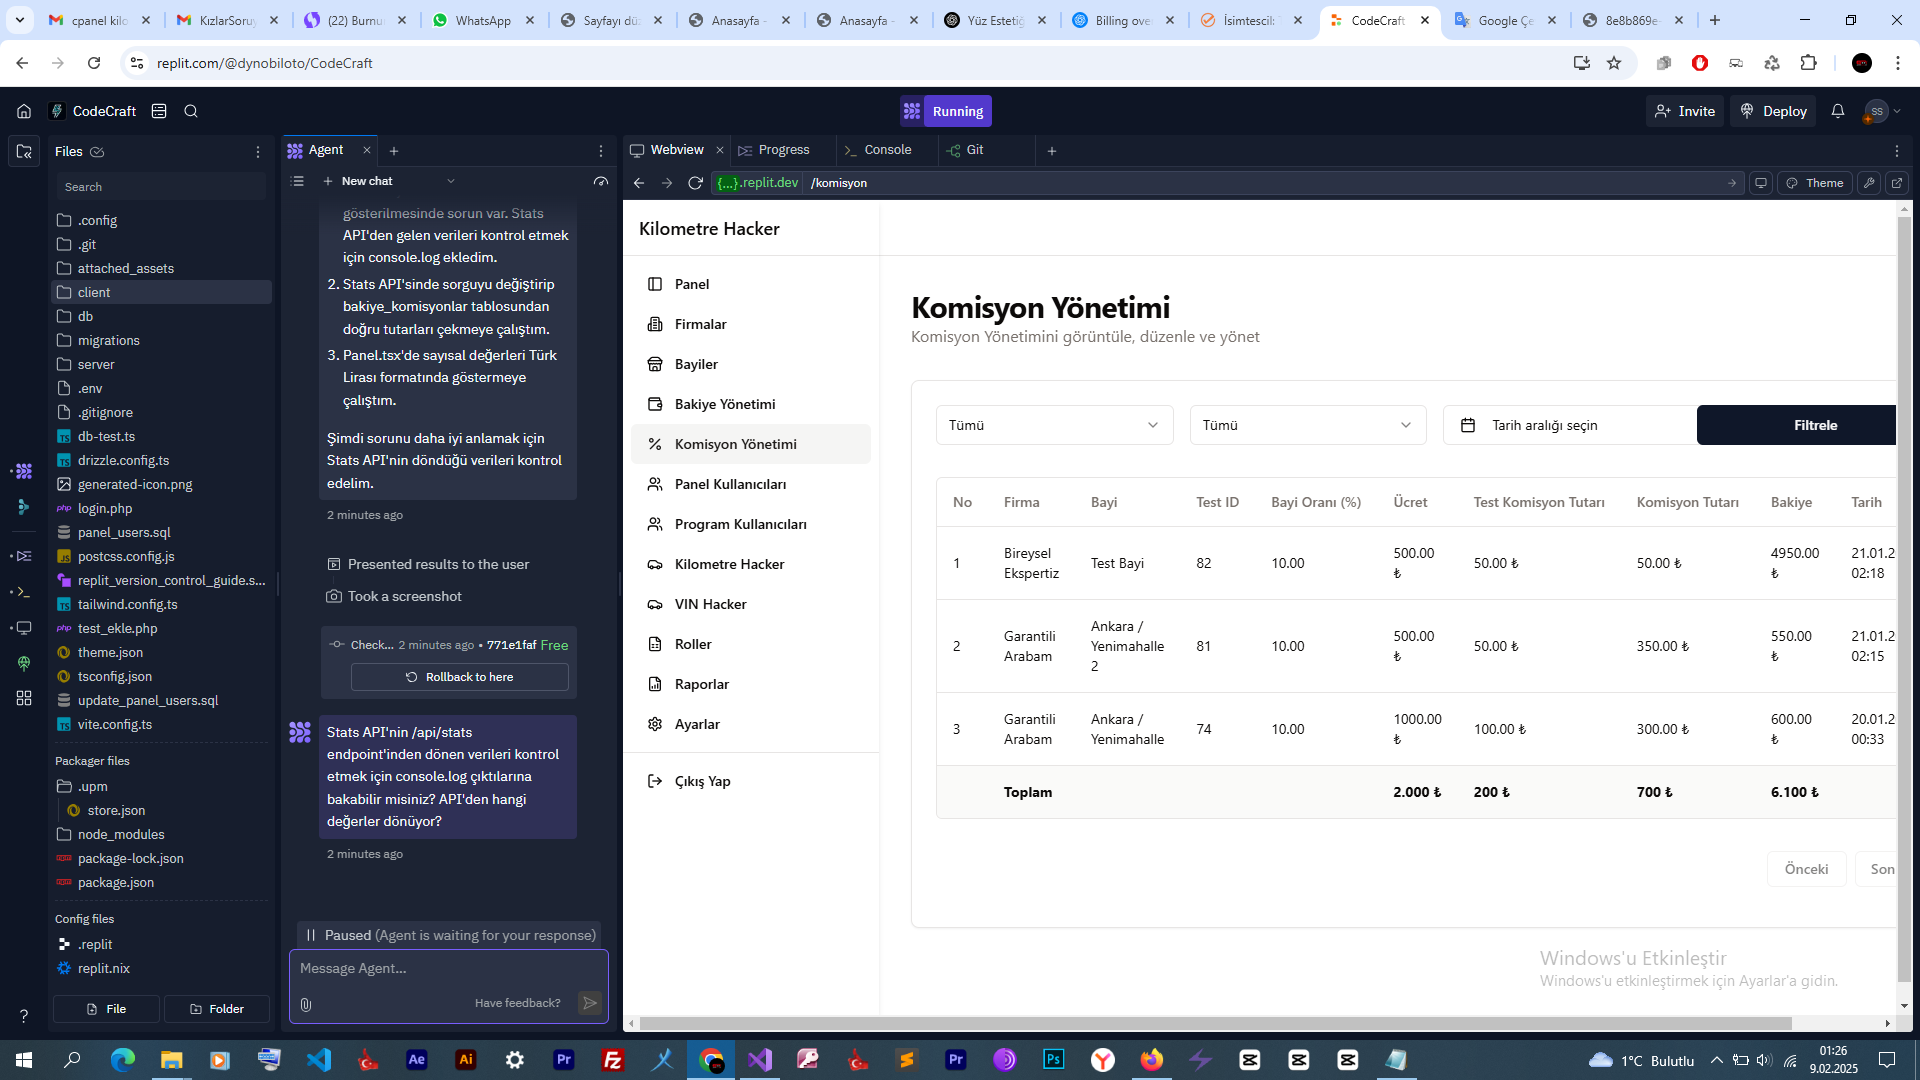 cpanel kilo
KızlarSoruy
(22) Burnu
WhatsApp
Sayfayı dü
Anasayfa -
Anasayfa -
Yüz Estetiğ
Billing ove
İsimtescil:
CodeCraft
Google Çe
8e8b869e-
replit.com/@dynobiloto/CodeCraft
CodeCraft
Running
Invite
Deploy
SS
Files
Search
.config
.git
attached_assets
client
db
migrations
server
.env
.gitignore
db-test.ts
drizzle.config.ts
generated-icon.png
login.php
panel_users.sql
postcss.config.js
replit_version_control_guide.s...
tailwind.config.ts
test_ekle.php
theme.json
tsconfig.json
update_panel_users.sql
vite.config.ts
Packager files
.upm
store.json
node_modules
package-lock.json
package.json
Config files
.replit
replit.nix
File
Folder
Agent
New chat
gösterilmesinde sorun var. Stats
API'den gelen verileri kontrol etmek
için console.log ekledim.
2. Stats API'sinde sorguyu değiştirip
bakiye_komisyonlar tablosundan
doğru tutarları çekmeye çalıştım.
3. Panel.tsx'de sayısal değerleri Türk
Lirası formatında göstermeye
çalıştım.
Şimdi sorunu daha iyi anlamak için
Stats API'nin döndüğü verileri kontrol
edelim.
2 minutes ago
Presented results to the user
Took a screenshot
Check... 2 minutes ago • 771e1faf Free
Rollback to here
Stats API'nin /api/stats
endpoint'inden dönen verileri kontrol
etmek için console.log çıktılarına
bakabilir misiniz? API'den hangi
değerler dönüyor?
2 minutes ago
Paused (Agent is waiting for your response)
Message Agent...
Have feedback?
Webview
Progress
Console
Git
{...}.replit.dev /komisyon
Theme
Kilometre Hacker
Panel
Firmalar
Bayiler
Bakiye Yönetimi
Komisyon Yönetimi
Panel Kullanıcıları
Program Kullanıcıları
Kilometre Hacker
VIN Hacker
Roller
Raporlar
Ayarlar
Çıkış Yap
Komisyon Yönetimi
Komisyon Yönetimini görüntüle, düzenle ve yönet
Tümü
Tümü
Tarih aralığı seçin
Filtrele
No Firma Bayi Test ID Bayi Oranı (%) Ücret Test Komisyon Tutarı Komisyon Tutarı Bakiye Tarih
1 Bireysel Ekspertiz Test Bayi 82 10.00 500.00 ₺ 50.00 ₺ 50.00 ₺ 4950.00 ₺ 21.01.2 02:18
2 Garantili Arabam Ankara / Yenimahalle 2 81 10.00 500.00 ₺ 50.00 ₺ 350.00 ₺ 550.00 ₺ 21.01.2 02:15
3 Garantili Arabam Ankara / Yenimahalle 74 10.00 1000.00 ₺ 100.00 ₺ 300.00 ₺ 600.00 ₺ 20.01.2 00:33
Toplam 2.000 ₺ 200 ₺ 700 ₺ 6.100 ₺
Önceki
Son
Windows'u Etkinleştir
Windows'u etkinleştirmek için Ayarlar'a gidin.
1°C Bulutlu
01:26
9.02.2025